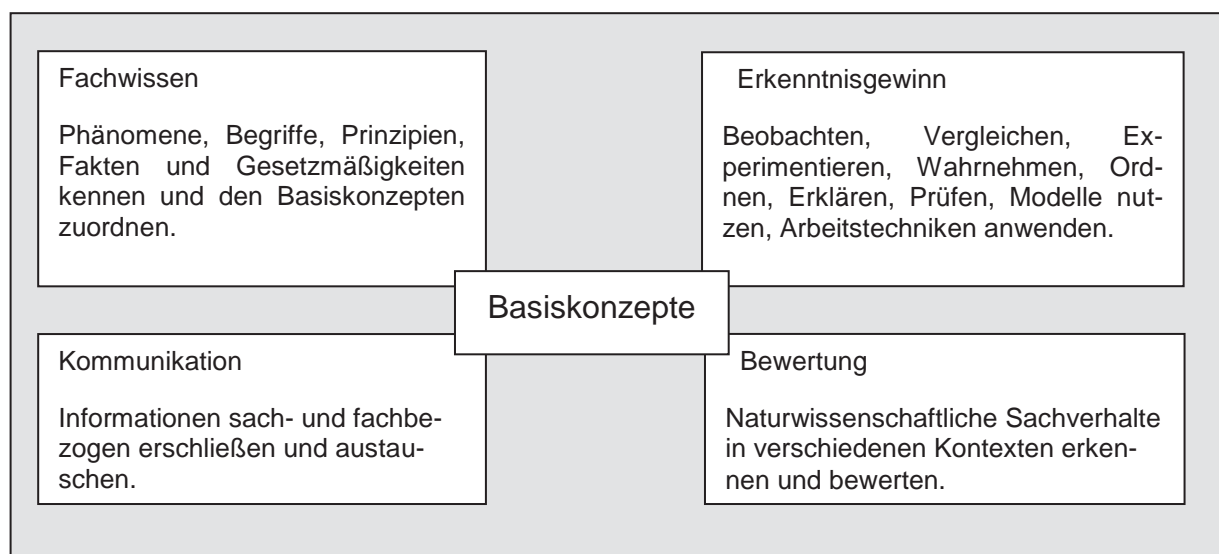 Fachwissen
Phänomene, Begriffe, Prinzipien,
Fakten und Gesetzmäßigkeiten
kennen und den Basiskonzepten
zuordnen.
Erkenntnisgewinn
Beobachten, Vergleichen, Ex-
perimentieren, Wahrnehmen, Ord-
nen, Erklären, Prüfen, Modelle nut-
zen, Arbeitstechniken anwenden.
Basiskonzepte
Kommunikation
Informationen sach- und fachbe-
zogen erschließen und austau-
schen.
Bewertung
Naturwissenschaftliche Sachverhalte
in verschiedenen Kontexten erken-
nen und bewerten.